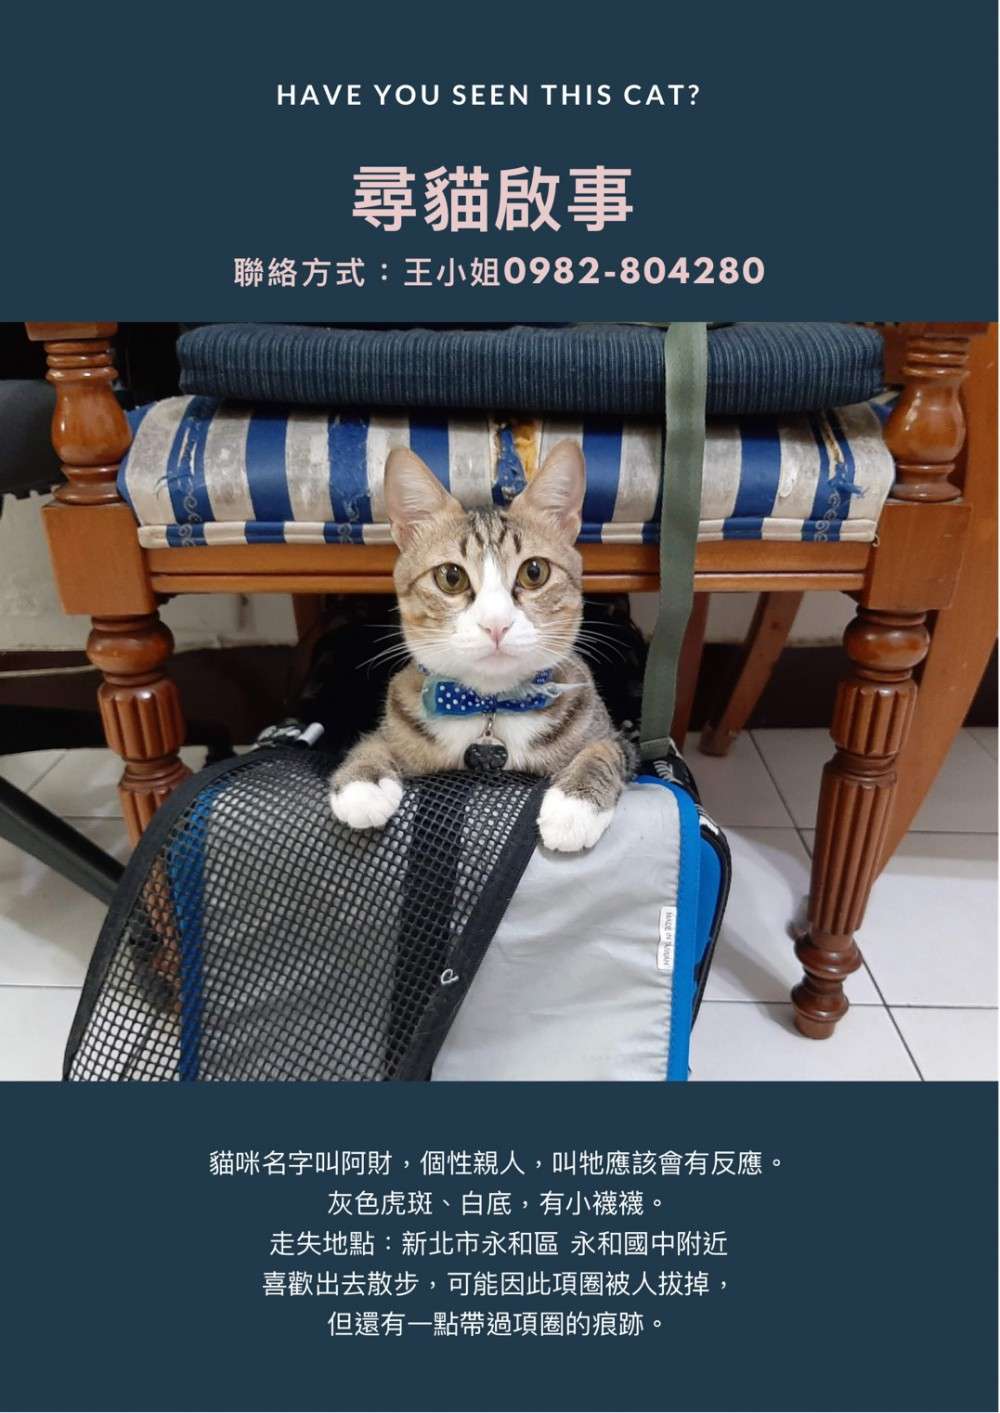 HAVE YOU SEEN THIS CAT?
尋貓啟事
聯絡方式：王小姐0982-804280
MADE IN TAIWAN
貓咪名字叫阿財，個性親人，叫牠應該會有反應。
灰色虎斑、白底，有小襪襪。
走失地點：新北市永和區 永和國中附近
喜歡出去散步，可能因此項圈被人拔掉，
但還有一點帶過項圈的痕跡。